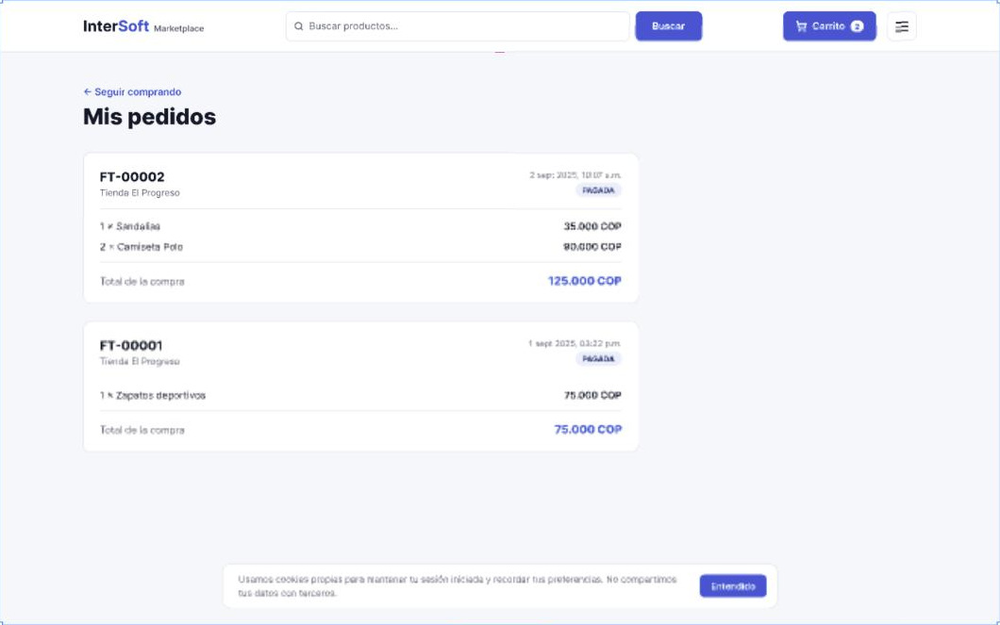 InterSoft Marketplace
Buscar productos...
Buscar
Carrito 2
← Seguir comprando
Mis pedidos
FT-00002
2 sept 2025, 10:07 a.m.
Tienda El Progreso
PAGADA
1 × Sandalias
35.000 COP
2 × Camiseta Polo
90.000 COP
Total de la compra
125.000 COP
FT-00001
1 sept 2025, 03:22 p.m.
Tienda El Progreso
PAGADA
1 × Zapatos deportivos
75.000 COP
Total de la compra
75.000 COP
Usamos cookies propias para mantener tu sesión iniciada y recordar tus preferencias. No compartimos
tus datos con terceros.
Entendido